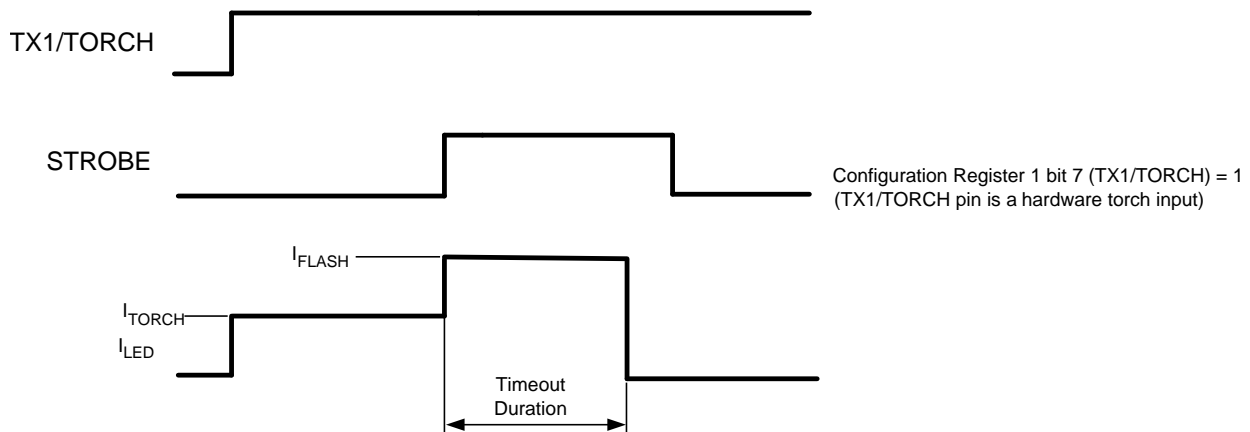 TX1/TORCH
STROBE
Configuration Register 1 bit 7 (TX1/TORCH) = 1
(TX1/TORCH pin is a hardware torch input)
IFLASH
ITORCH
ILED
Timeout
Duration